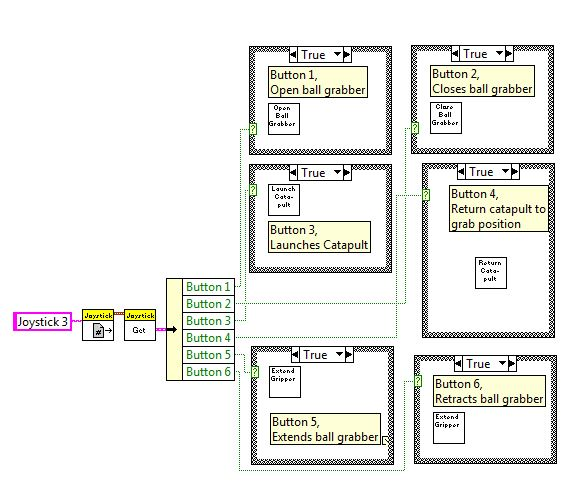 True
Button 1,
Open ball grabber
Open
Ball
Grabber
True
Button 2,
Closes ball grabber
Close
Ball
Grabber
True
Launch
Cata-
pult
Button 3,
Launches Catapult
True
Button 4,
Return catapult to
grab position
Return
Cata-
pult
Joystick 3
Joystick
#
Joystick
Get
Button 1
Button 2
Button 3
Button 4
Button 5
Button 6
True
Extend
Gripper
Button 5,
Extends ball grabber
True
Button 6,
Retracts ball grabber
Extend
Gripper
?
?
?
?
?
?